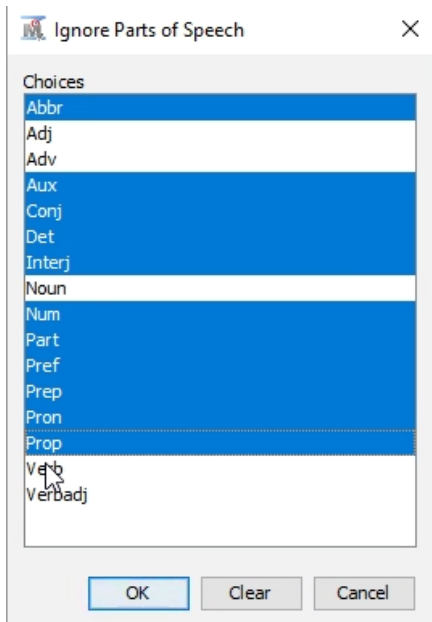 Ignore Parts of Speech
Choices
Abbr
Adj
Adv
Aux
Conj
Det
Interj
Noun
Num
Part
Pref
Prep
Pron
Prop
Verb
Verbadj
OK Clear Cancel